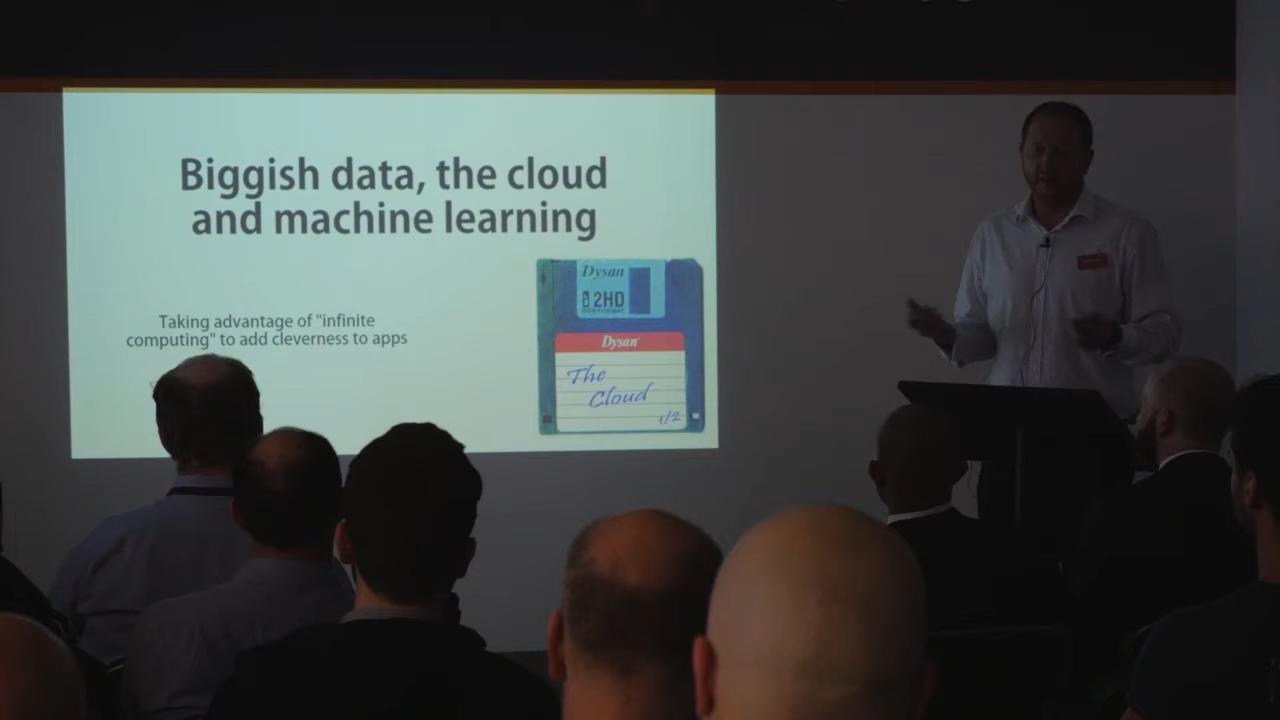 Biggish data, the cloud
and machine learning
Taking advantage of "infinite
computing" to add cleverness to apps
Dysan
2HD
Dysan
The
Cloud
1/2